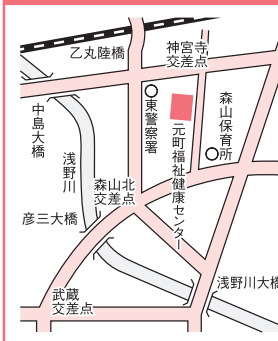 乙丸陸橋
神宮寺
交差点
中島大橋
東警察署
元町福祉健康センター
森山保育所
浅野川
森山北
交差点
彦三大橋
浅野川大橋
武蔵
交差点